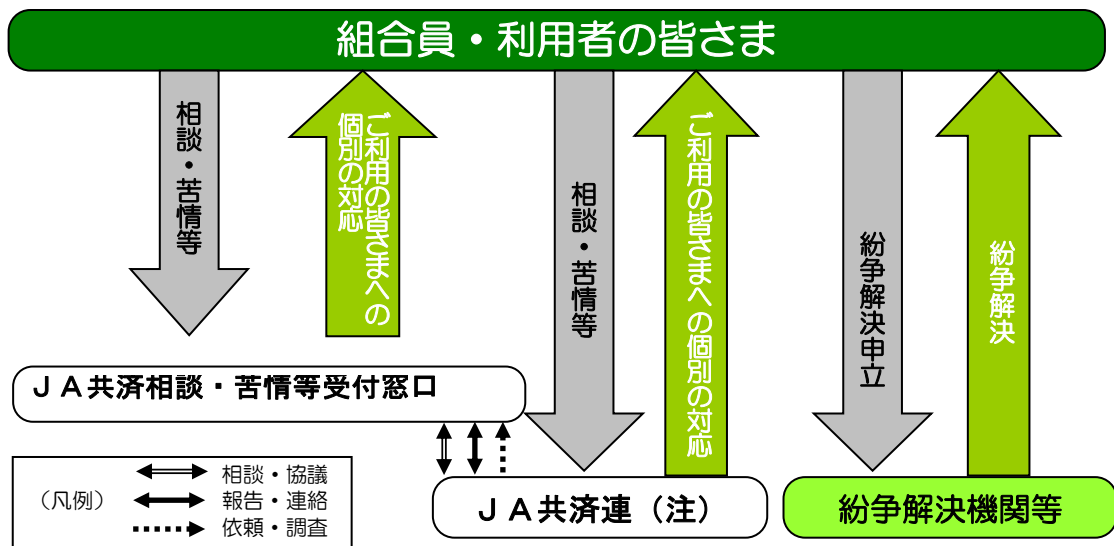 組合員・利用者の皆さま
相談・苦情等
ご利用の皆さまへの
個別の対応
相談・苦情等
ご利用の皆さまへの個別の対応
紛争解決申立
紛争解決
ＪＡ共済相談・苦情等受付窓口
ＪＡ共済連（注）
紛争解決機関等
（凡例）
相談・協議
報告・連絡
依頼・調査